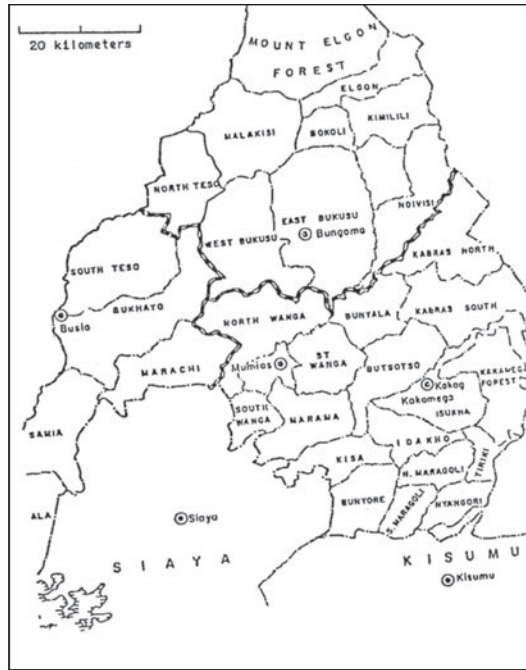 20 kilometers
MOUNT ELGON
FOREST
ELGON
KIMILILI
MALAKISI
BOKOLI
NORTH TESO
NDIVISI
EAST BUKUSU
Bungoma
WEST BUKUSU
KABRAS NORTH
SOUTH TESO
BUKHAYO
Busia
NORTH WANGA
BUNYALA
KABRAS SOUTH
MARACHI
Mumias
ST
WANGA
BUTSOTSO
Kakamega
KAKAMEGA
FOREST
ISUKHA
SOUTH
WANGA
MARAMA
SAMIA
IDAKHO
KISA
N. MARAGOLI
TIRIKI
BUNYORE
S. MARAGOLI
NYANGORI
ALA
Siaya
SIAYA
KISUMU
Kisumu